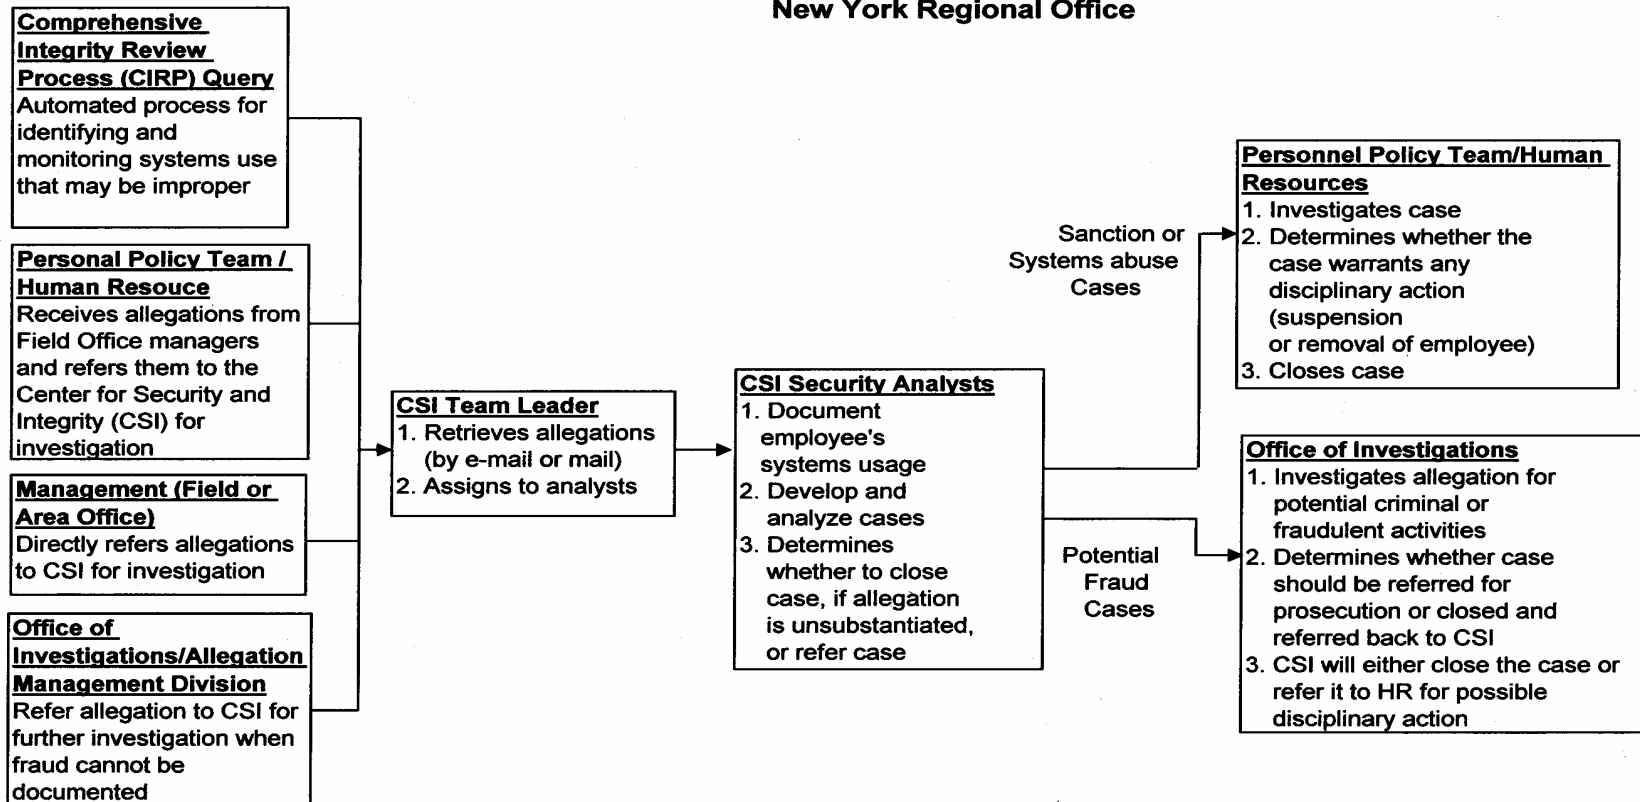 New York Regional Office
Comprehensive
Integrity Review
Process (CIRP) Query
Automated process for
identifying and
monitoring systems use
that may be improper
Personal Policy Team /
Human Resouce
Receives allegations from
Field Office managers
and refers them to the
Center for Security and
Integrity (CSI) for
investigation
Management (Field or
Area Office)
Directly refers allegations
to CSI for investigation
Office of
Investigations/Allegation
Management Division
Refer allegation to CSI for
further investigation when
fraud cannot be
documented
CSI Team Leader
1. Retrieves allegations
(by e-mail or mail)
2. Assigns to analysts
CSI Security Analysts
1. Document
employee's
systems usage
2. Develop and
analyze cases
3. Determines
whether to close
case, if allegation
is unsubstantiated,
or refer case
Sanction or
Systems abuse
Cases
Potential
Fraud
Cases
Personnel Policy Team/Human
Resources
1. Investigates case
2. Determines whether the
case warrants any
disciplinary action
(suspension
or removal of employee)
3. Closes case
Office of Investigations
1. Investigates allegation for
potential criminal or
fraudulent activities
2. Determines whether case
should be referred for
prosecution or closed and
referred back to CSI
3. CSI will either close the case or
refer it to HR for possible
disciplinary action